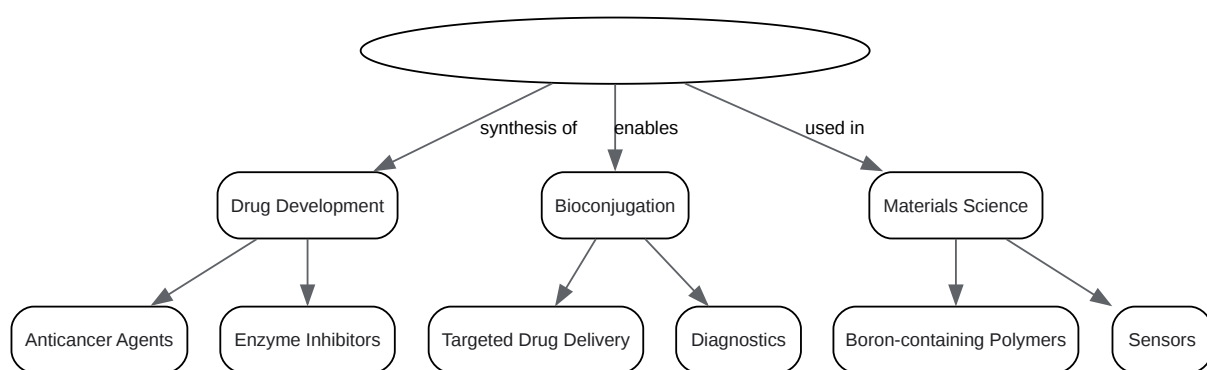 synthesis of
enables
used in
Drug Development
Bioconjugation
Materials Science
Anticancer Agents
Enzyme Inhibitors
Targeted Drug Delivery
Diagnostics
Boron-containing Polymers
Sensors